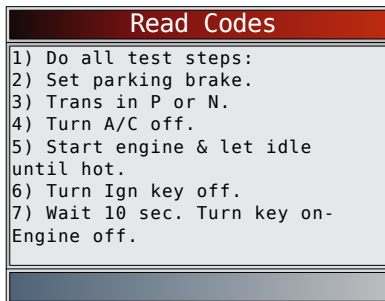 Read Codes
1) Do all test steps:
2) Set parking brake.
3) Trans in P or N.
4) Turn A/C off.
5) Start engine & let idle
until hot.
6) Turn Ign key off.
7) Wait 10 sec. Turn key on-
Engine off.